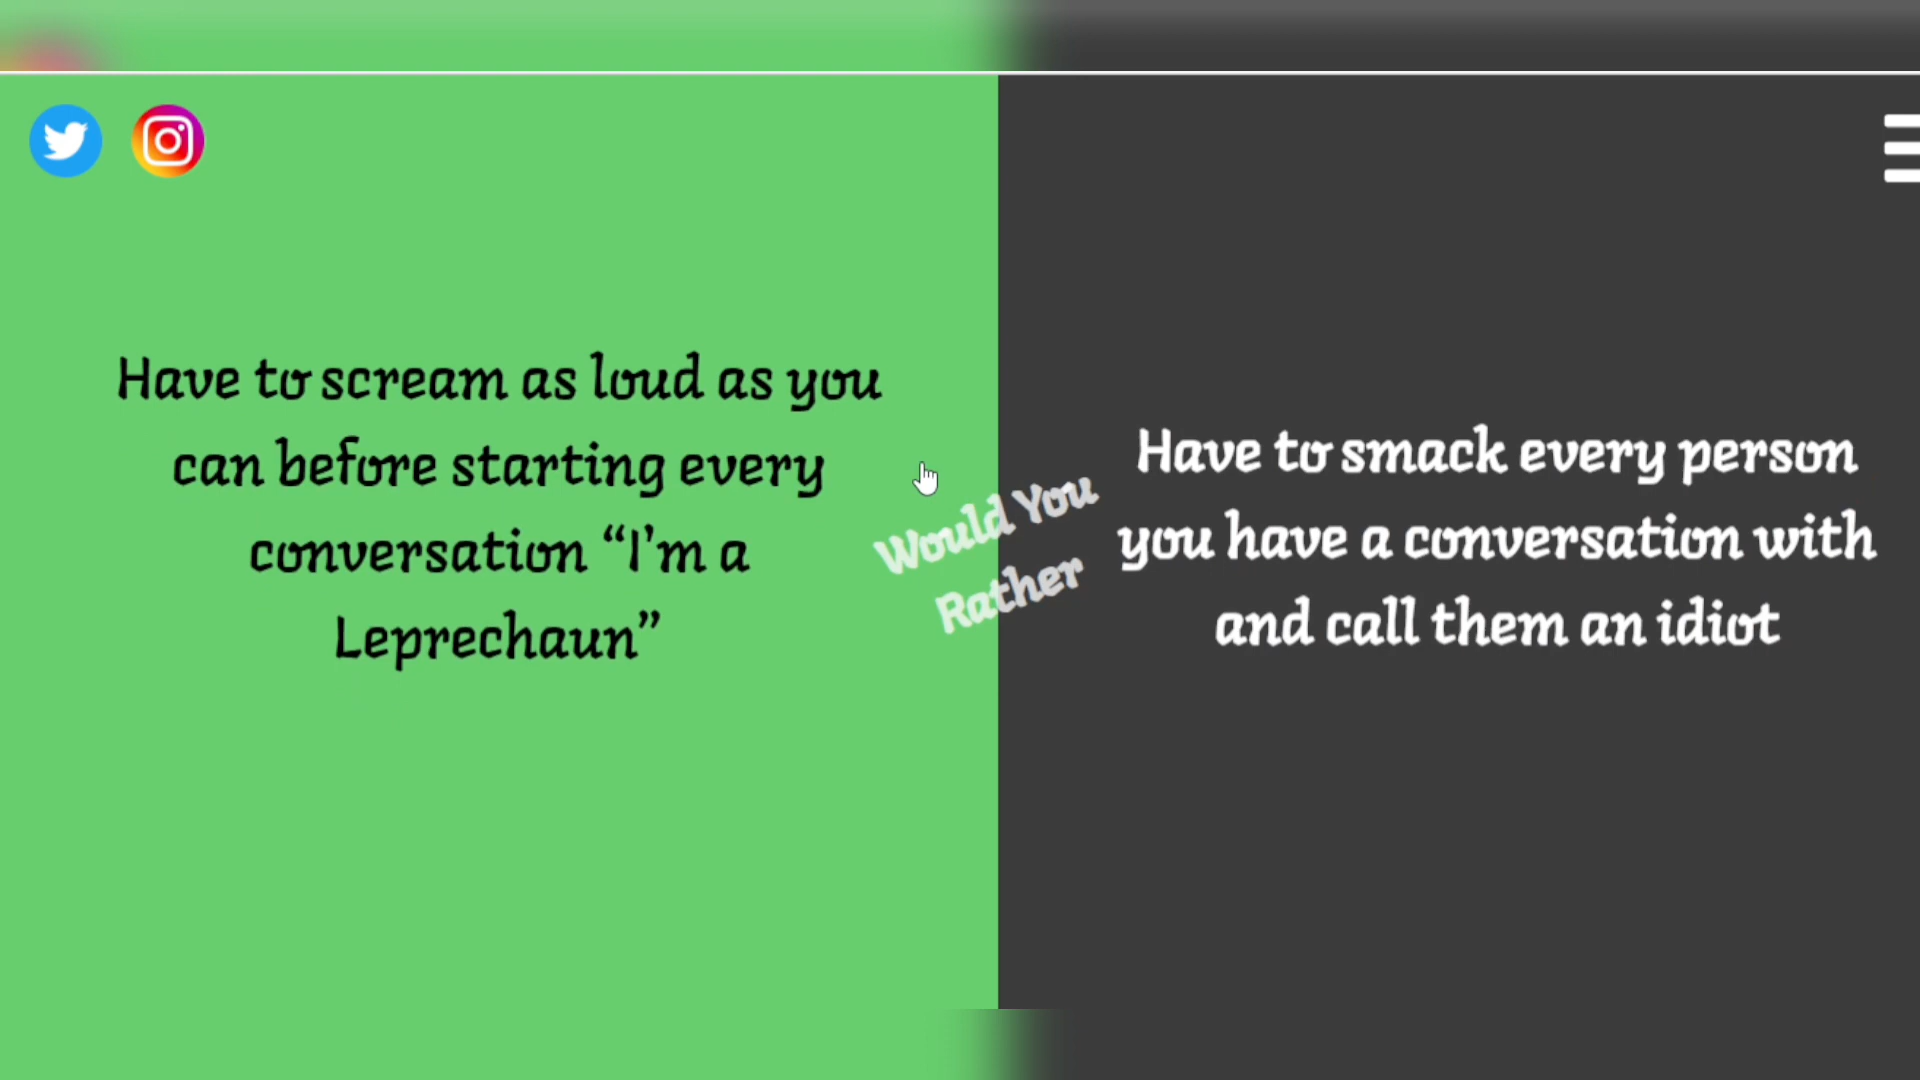 Have to scream as loud as you
can before starting every
conversation “I’m a
Leprechaun”
Would You
Rather
Have to smack every person
you have a conversation with
and call them an idiot